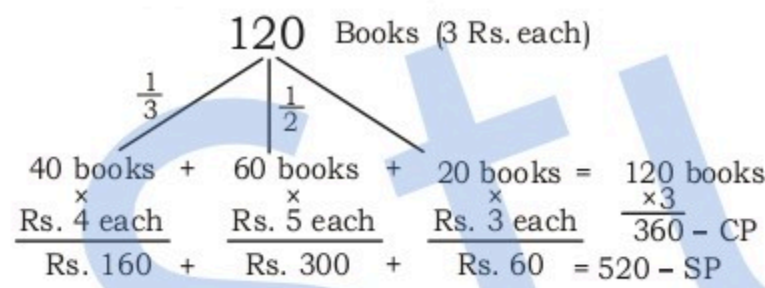 120 Books (3 Rs. each)
1/3 1/2
40 books + 60 books + 20 books = 120 books
× × × ×3
Rs. 4 each Rs. 5 each Rs. 3 each 360 – CP
Rs. 160 + Rs. 300 + Rs. 60 = 520 – SP